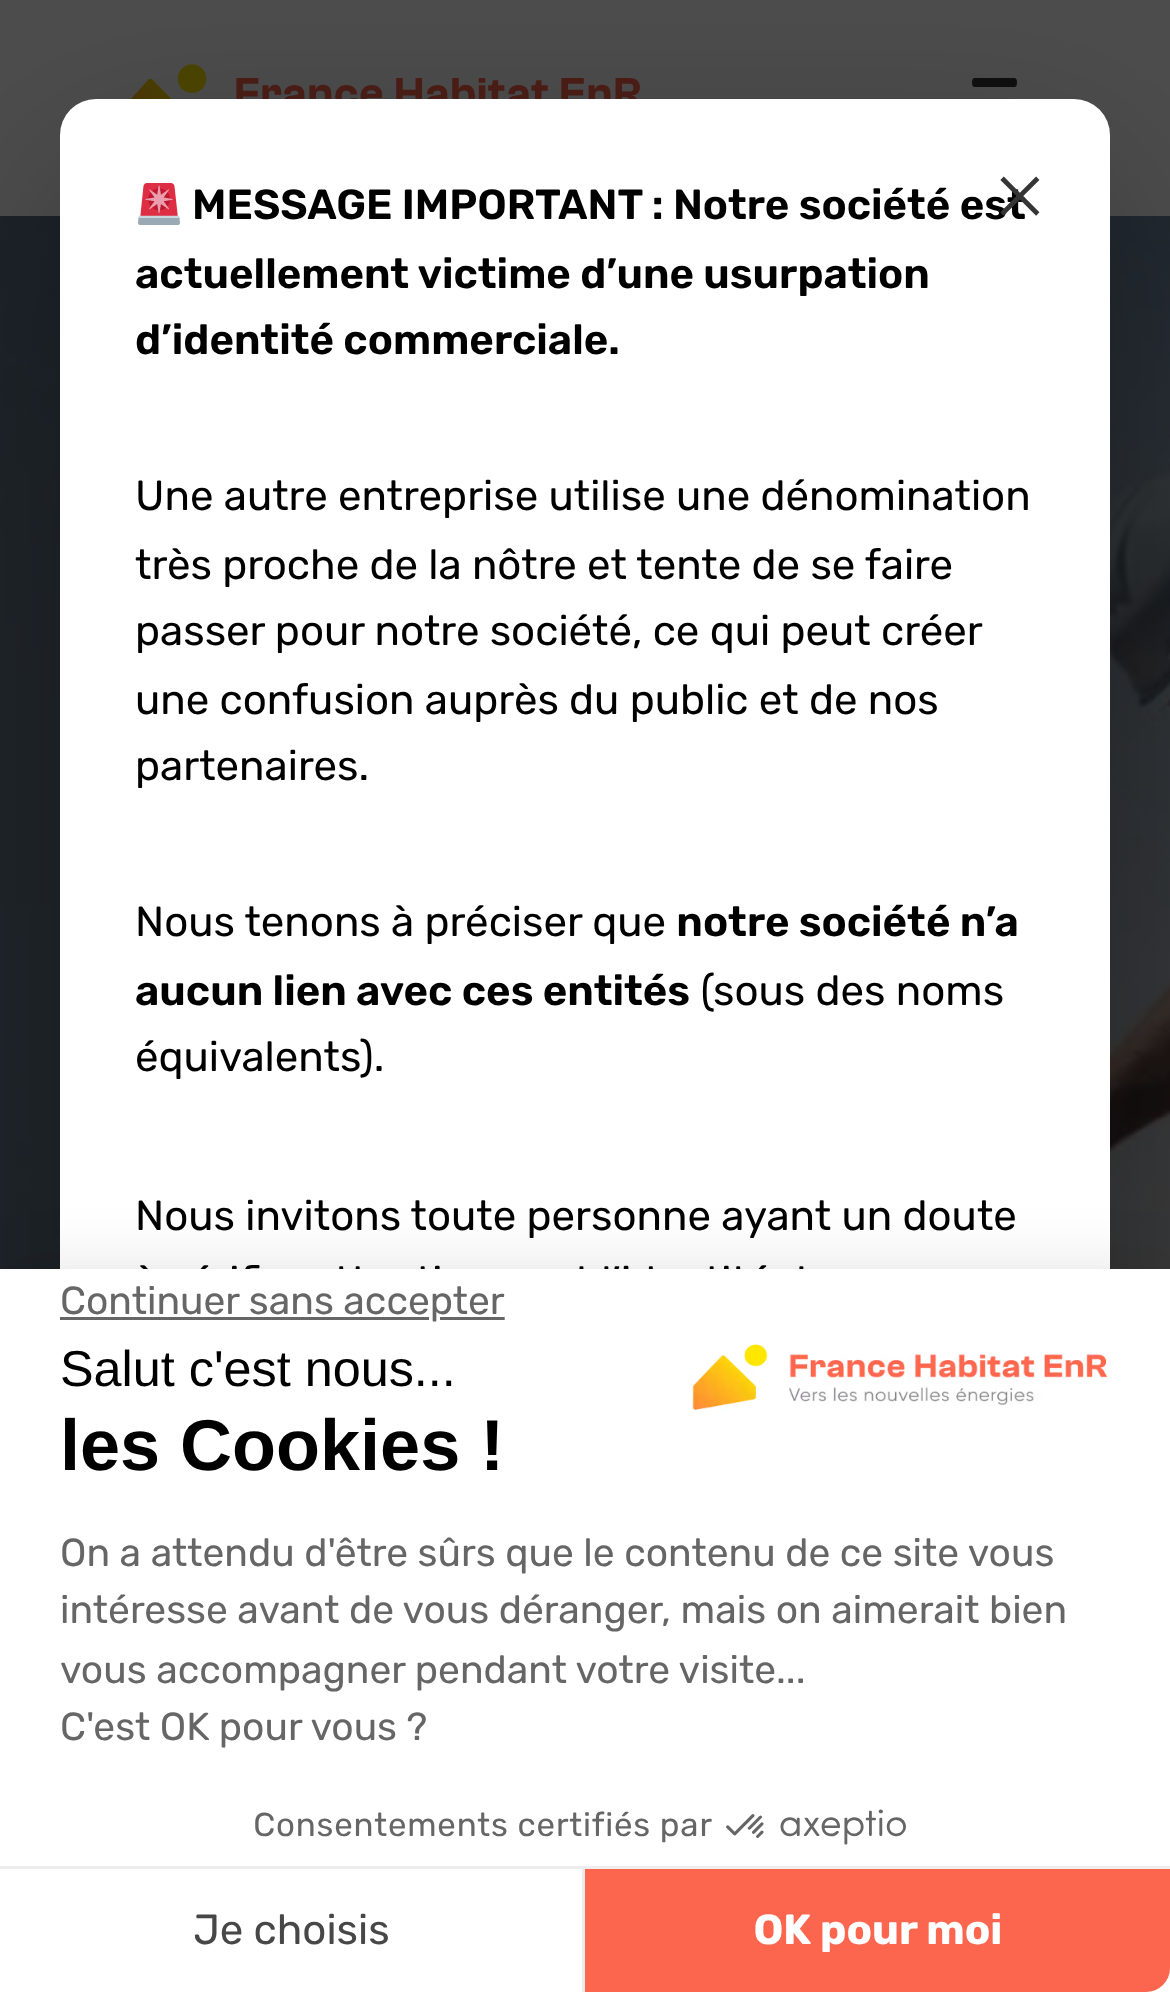 France Habitat EnR
🚨 MESSAGE IMPORTANT : Notre société est
actuellement victime d’une usurpation
d’identité commerciale.
Une autre entreprise utilise une dénomination
très proche de la nôtre et tente de se faire
passer pour notre société, ce qui peut créer
une confusion auprès du public et de nos
partenaires.
Nous tenons à préciser que notre société n’a
aucun lien avec ces entités (sous des noms
équivalents).
Nous invitons toute personne ayant un doute
Continuer sans accepter
Salut c'est nous...
les Cookies !
France Habitat EnR
Vers les nouvelles énergies
On a attendu d'être sûrs que le contenu de ce site vous
intéresse avant de vous déranger, mais on aimerait bien
vous accompagner pendant votre visite...
C'est OK pour vous ?
Consentements certifiés par axeptio
Je choisis
OK pour moi